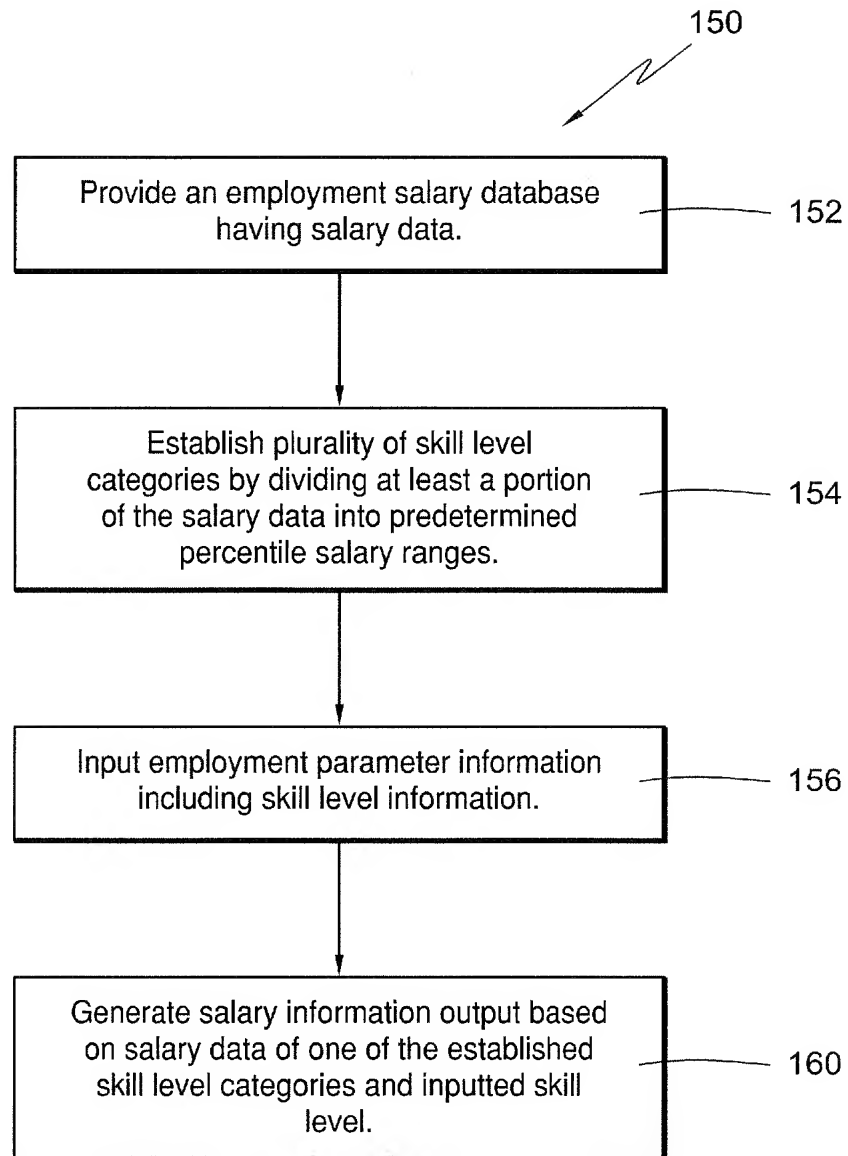 150
Provide an employment salary database
having salary data.
152
Establish plurality of skill level
categories by dividing at least a portion
of the salary data into predetermined
percentile salary ranges.
154
Input employment parameter information
including skill level information.
156
Generate salary information output based
on salary data of one of the established
skill level categories and inputted skill
level.
160